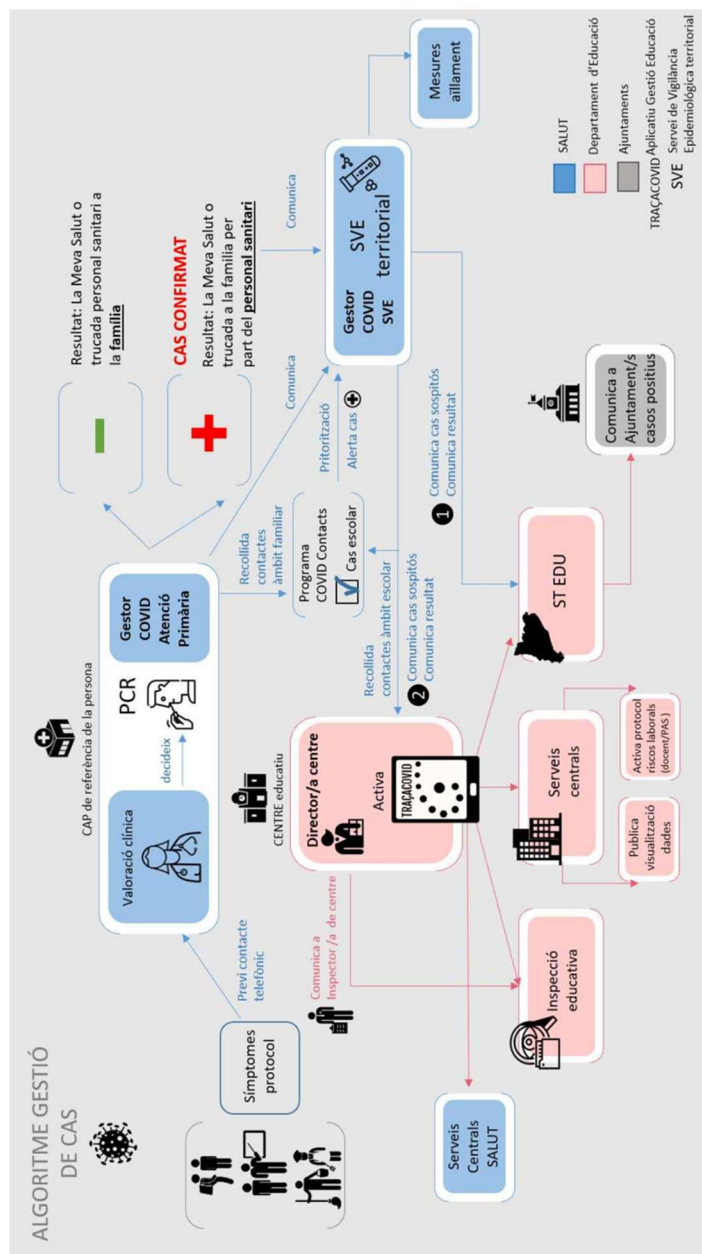 ALGORITME GESTIÓ
DE CAS
Símptomes
protocol
Previ contacte
telefònic
CAP de referència de la persona
Valoració clínica
decideix
PCR
Gestor
COVID
Atenció
Primària
Resultat: La Meva Salut o
trucada personal sanitari a
la família
CAS CONFIRMAT
Resultat: La Meva Salut o
trucada a la familia per
part del personal sanitari
Comunica
Comunica
Recollida
contactes
àmbit familiar
Programa
COVID Contacts
Cas escolar
Pritorització
Alerta cas
Gestor
COVID
SVE
SVE
territorial
Mesures
aïllament
Recollida
contactes àmbit escolar
2
Comunica cas sospitós
Comunica resultat
1
Comunica cas sospitós
Comunica resultat
CENTRE educatiu
Director/a centre
Activa
TRAÇACOVID
Comunica a
Inspector /a de centre
Serveis
Centrals
SALUT
Inspecció
educativa
Serveis
centrals
Publica
visualització
dades
Activa protocol
riscos laborals
(docent/PAS )
ST EDU
Comunica a
Ajuntament/s
casos positius
SALUT
Departament d'Educació
Ajuntaments
TRAÇACOVID Aplicatiu Gestió Educació
SVE Servei de Vigilància
Epidemiológica territorial